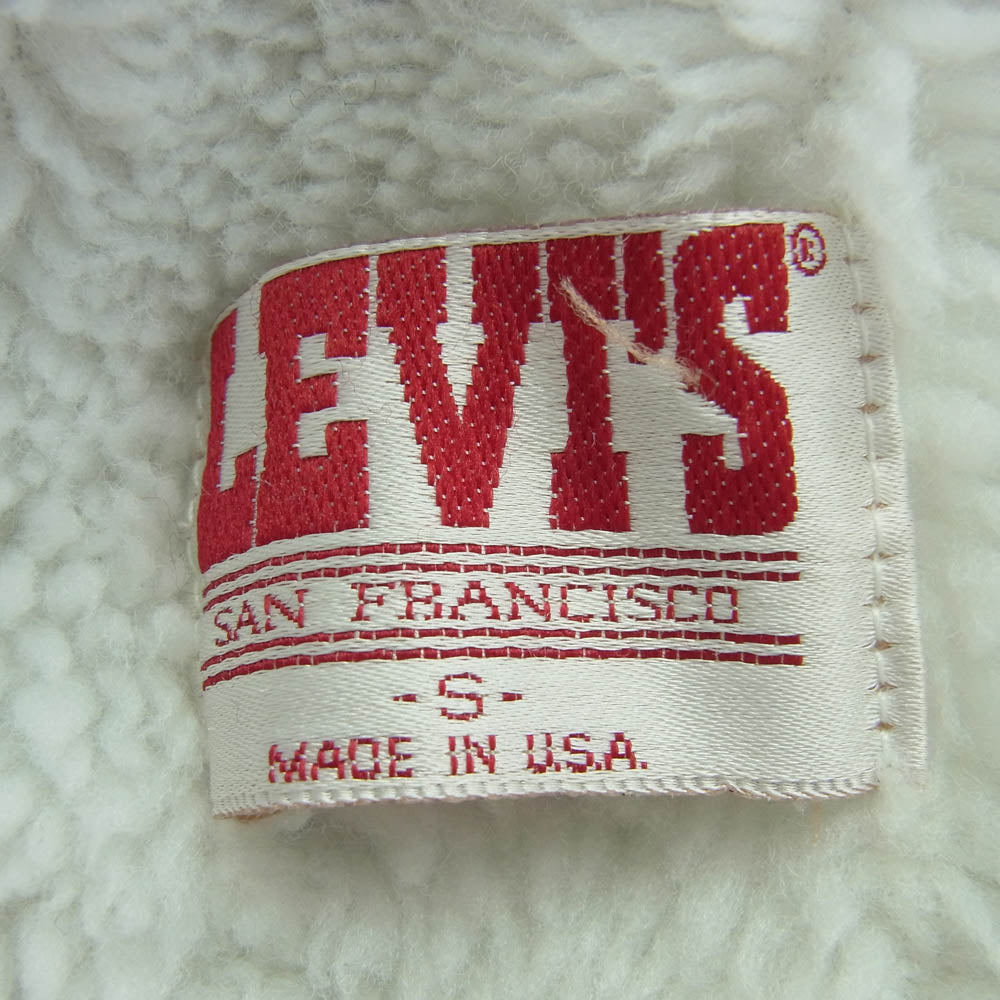 LEVI'S®
SAN FRANCISCO
-S-
MADE IN U.S.A.